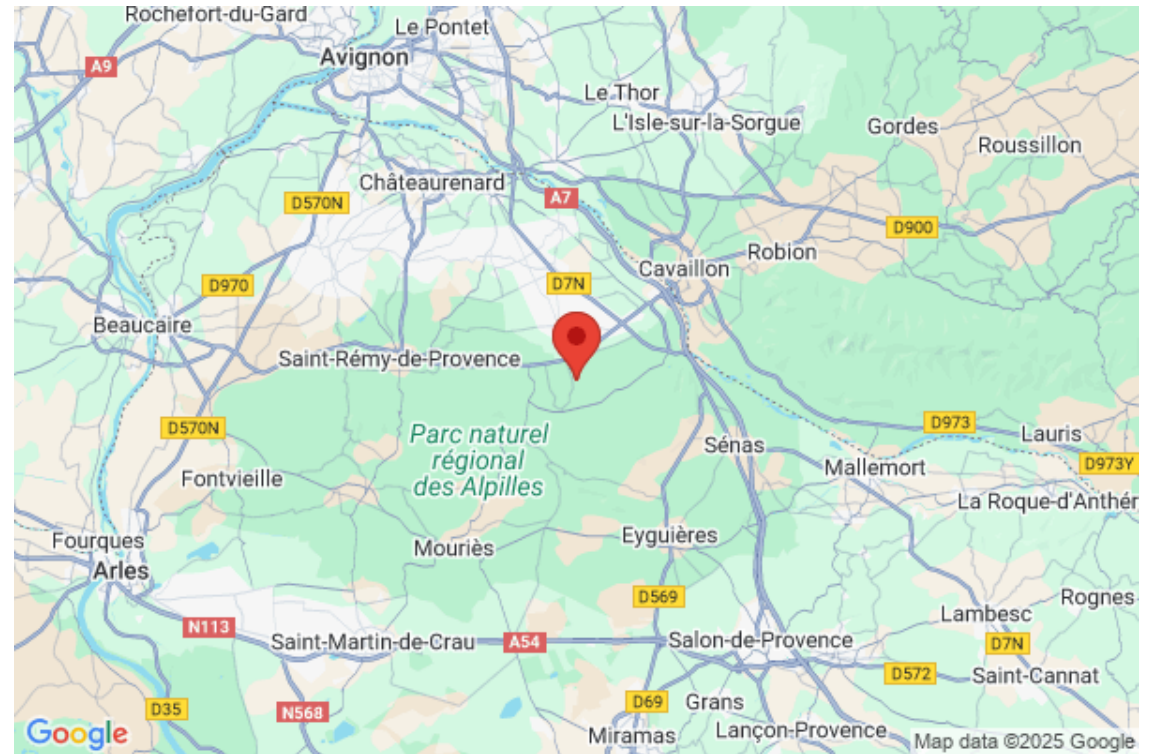 Rochefort-du-Gard
Le Pontet
Avignon
A9
Le Thor
L'Isle-sur-la-Sorgue
Gordes
Roussillon
Châteaurenard
A7
D570N
D900
Robion
Cavaillon
D970
D7N
Beaucaire
Saint-Rémy-de-Provence
D570N
Parc naturel
régional
des Alpilles
Sénas
D973
Lauris
D973Y
Mallemort
Fontvieille
La Roque-d'Anthér
Fourques
Arles
Mouriès
Eyguières
D569
Rognes
Lambesc
N113
Saint-Martin-de-Crau
A54
Salon-de-Provence
D7N
D572
Saint-Cannat
D35
N568
D69
Grans
Lançon-Provence
Miramas
Google
Map data ©2025 Google